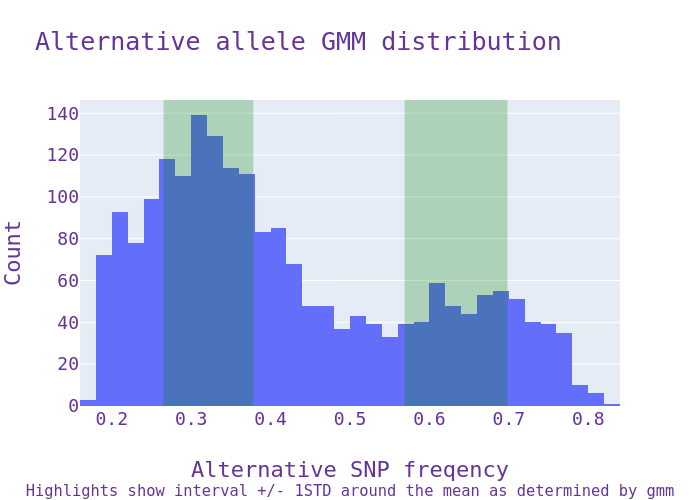 Alternative allele GMM distribution
140
120
100
80
60
40
20
0
Count
0.2 0.3 0.4 0.5 0.6 0.7 0.8
Alternative SNP freqency
Highlights show interval +/- 1STD around the mean as determined by gmm